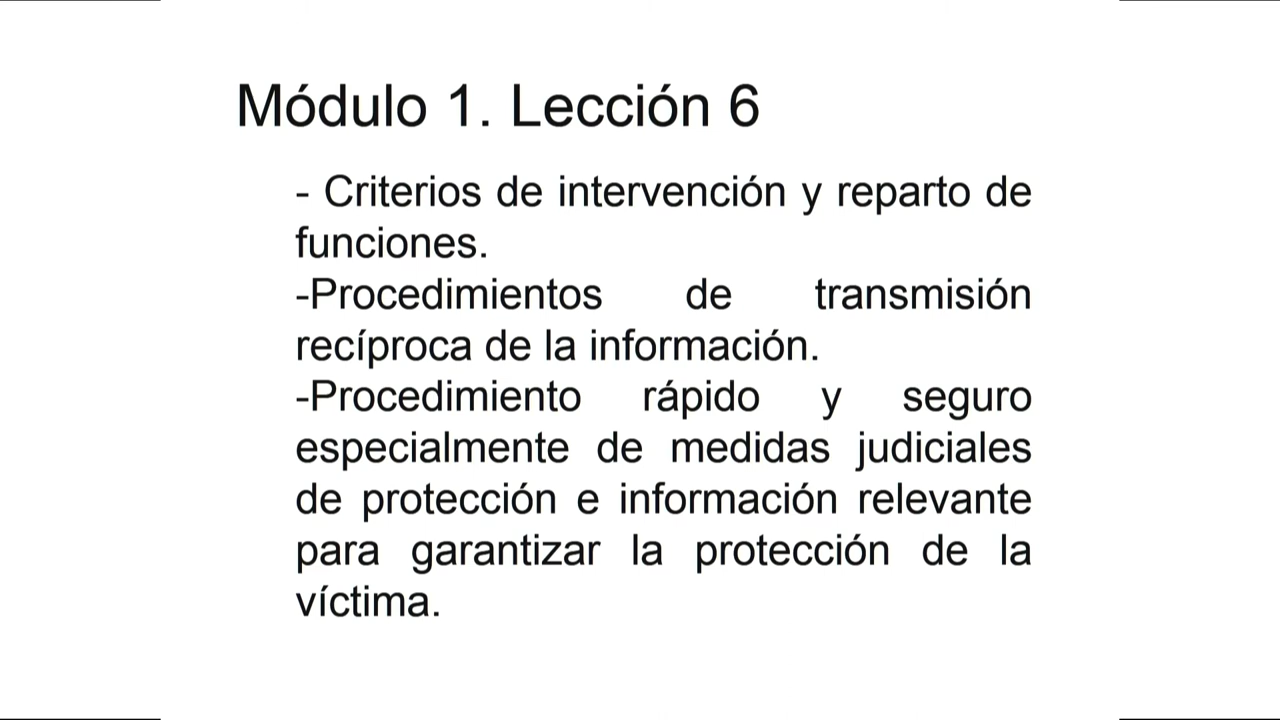 Módulo 1. Lección 6
- Criterios de intervención y reparto de
funciones.
-Procedimientos de transmisión
recíproca de la información.
-Procedimiento rápido y seguro
especialmente de medidas judiciales
de protección e información relevante
para garantizar la protección de la
víctima.